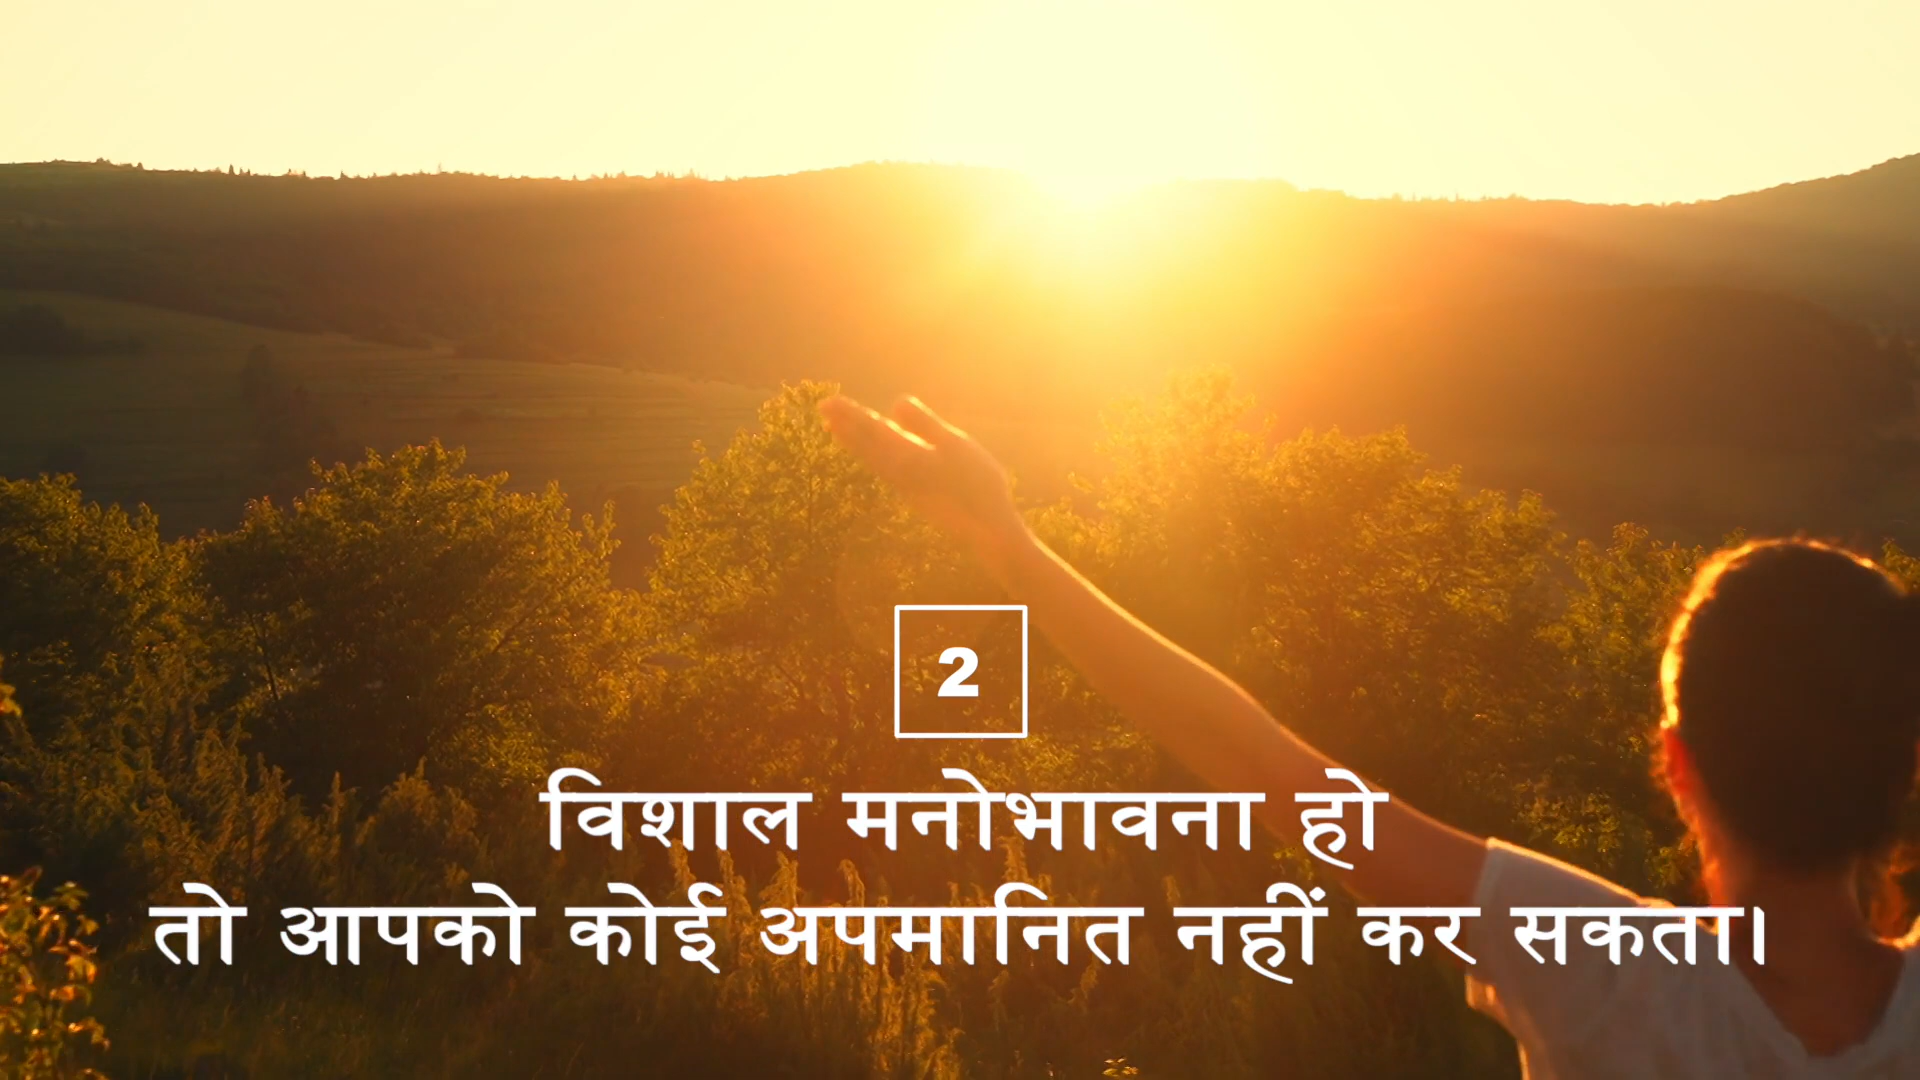 2
विशाल मनोभावना हो
तो आपको कोई अपमानित नहीं कर सकता।